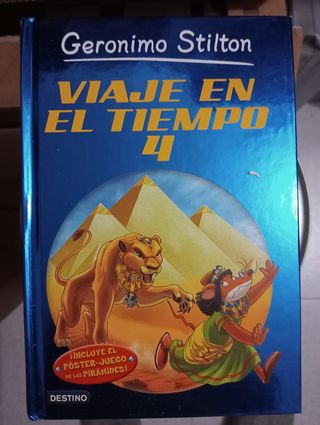 Geronimo Stilton
VIAJE EN
EL TIEMPO
4
¡INCLUYE EL
PÓSTER-JUEGO
DE LAS PIRÁMIDES!
DESTINO